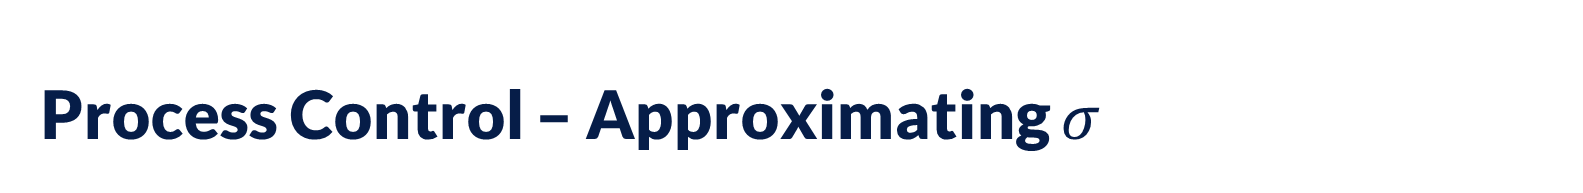 Process Control – Approximating σ